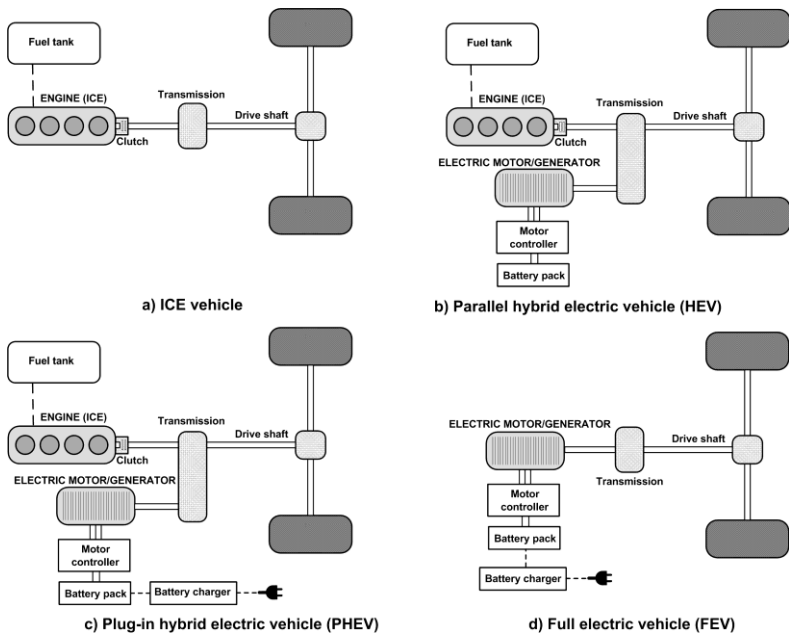 Fuel tank
ENGINE (ICE)
Clutch
Transmission
Drive shaft
a) ICE vehicle
Fuel tank
ENGINE (ICE)
Clutch
Transmission
Drive shaft
ELECTRIC MOTOR/GENERATOR
Motor
controller
Battery pack
b) Parallel hybrid electric vehicle (HEV)
Fuel tank
ENGINE (ICE)
Clutch
Transmission
Drive shaft
ELECTRIC MOTOR/GENERATOR
Motor
controller
Battery pack
Battery charger
c) Plug-in hybrid electric vehicle (PHEV)
ELECTRIC MOTOR/GENERATOR
Drive shaft
Transmission
Motor
controller
Battery pack
Battery charger
d) Full electric vehicle (FEV)